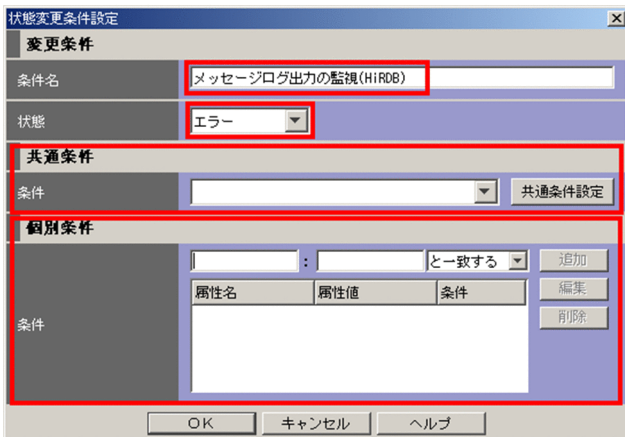 状態変更条件設定
変更条件
条件名 メッセージログ出力の監視(HiRDB)
状態 エラー
共通条件
条件 共通条件設定
個別条件
: と一致する 追加
属性名 属性値 条件 編集
削除
条件
OK キャンセル ヘルプ